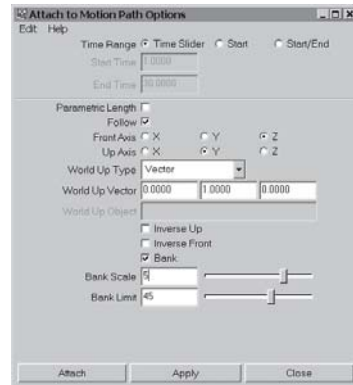 Attach to Motion Path Options
Edit Help
Time Range Time Slider Start Start/End
Start Time 1.0000
End Time 30.0000
Parametric Length
Follow
Front Axis X Y Z
Up Axis X Y Z
World Up Type Vector
World Up Vector 0.0000 1.0000 0.0000
World Up Object
Inverse Up
Inverse Front
Bank
Bank Scale 5
Bank Limit 45
Attach Apply Close